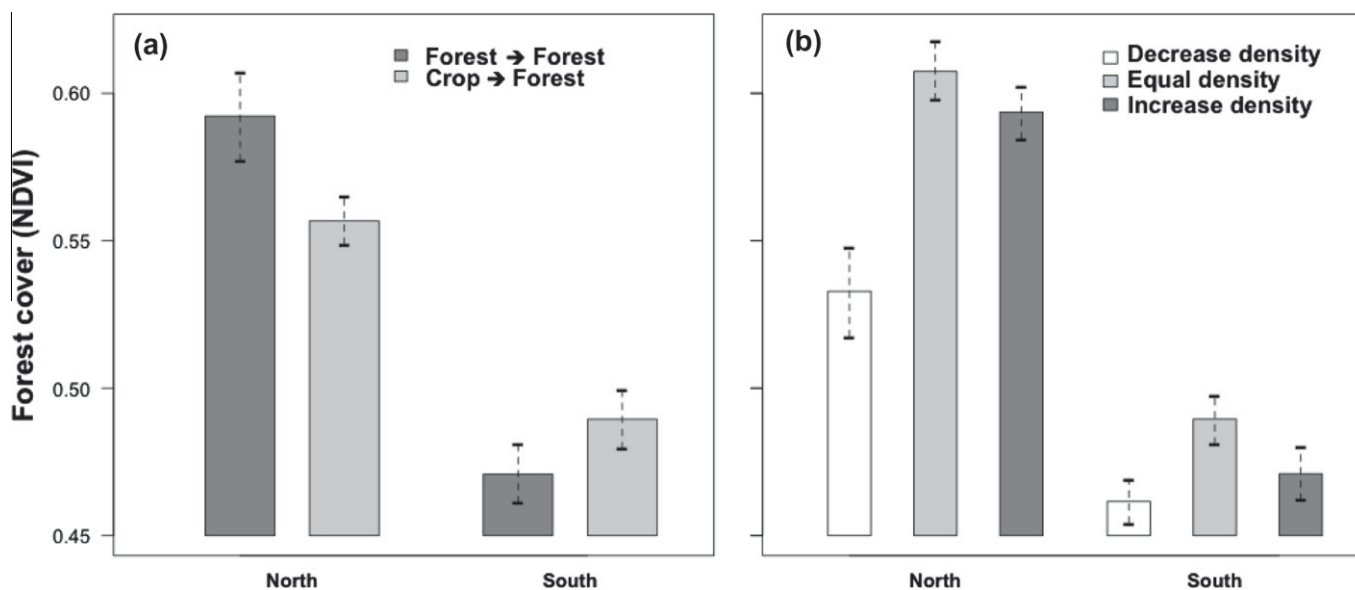 (a)
Forest ➔ Forest
Crop ➔ Forest
(b)
Decrease density
Equal density
Increase density
Forest cover (NDVI)
0.60
0.55
0.50
0.45
North
South
North
South